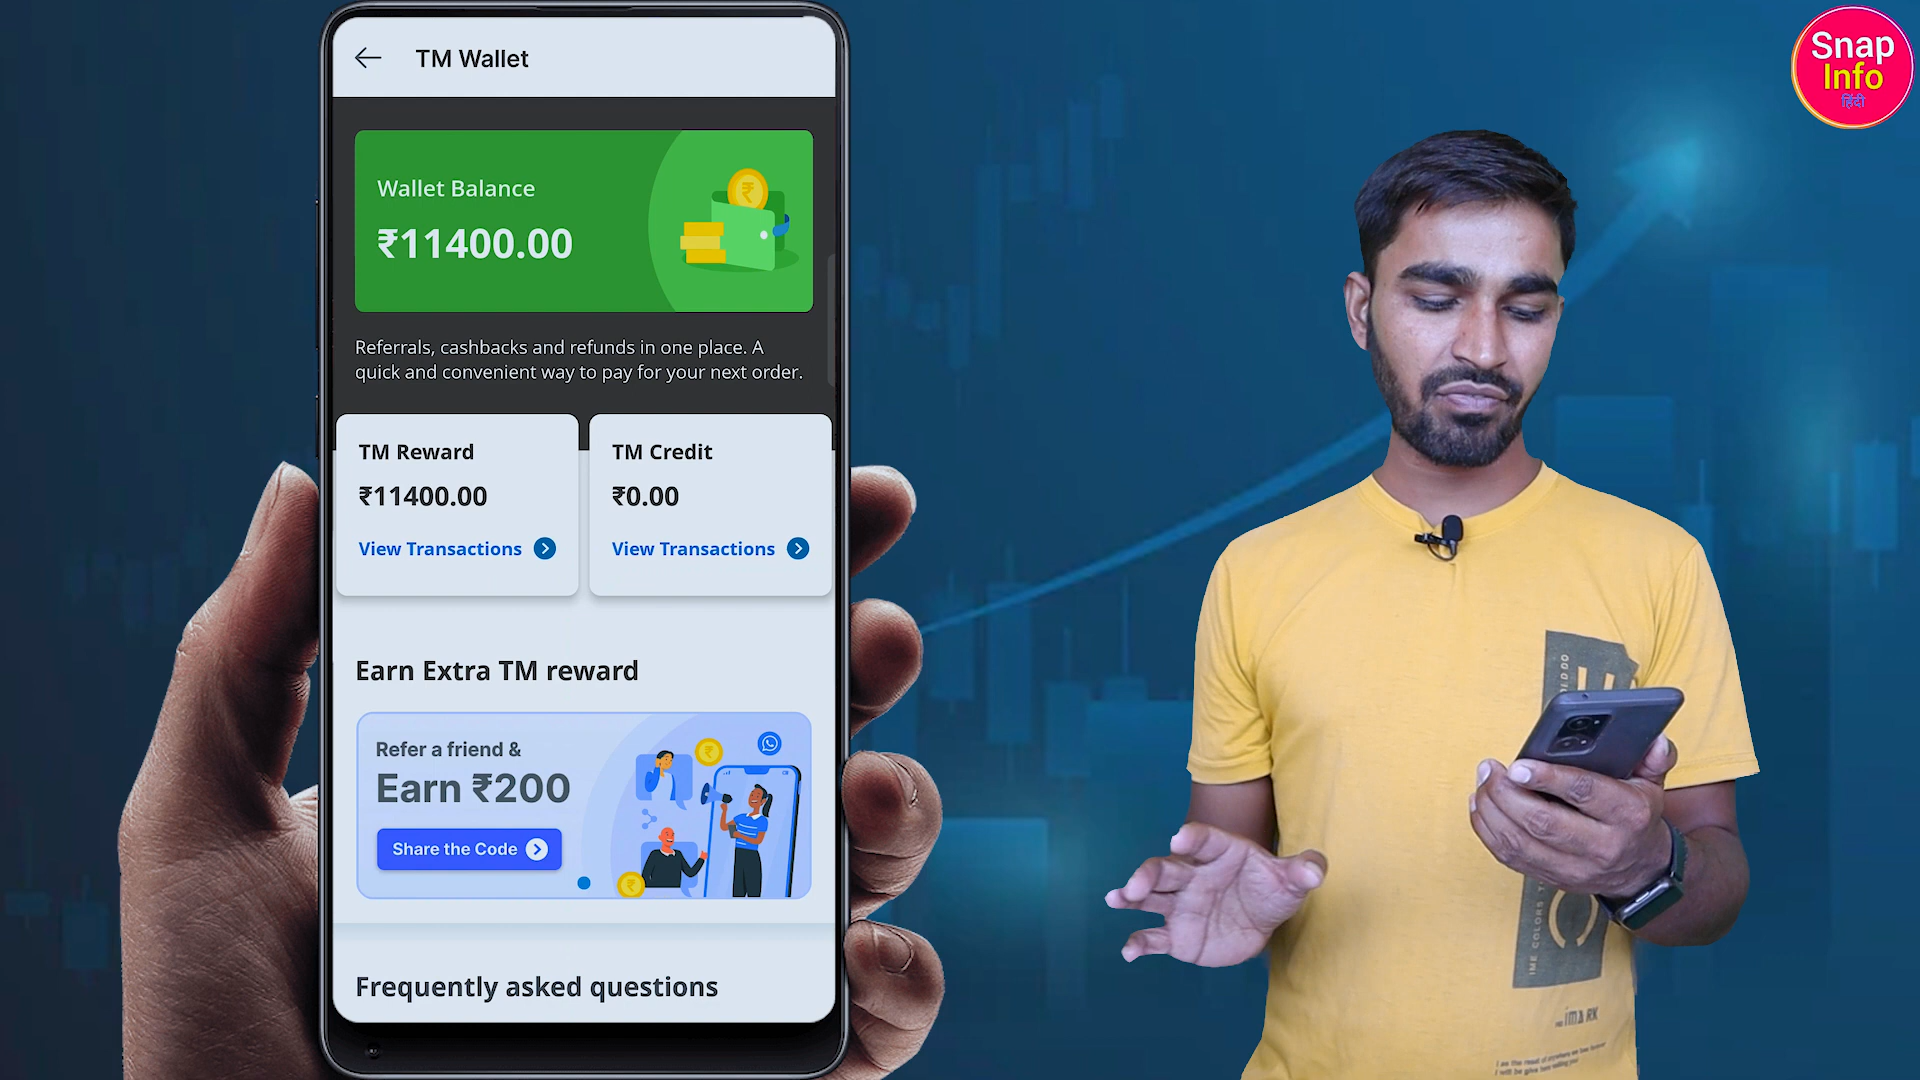 TM Wallet
Wallet Balance
₹11400.00
Referrals, cashbacks and refunds in one place. A
quick and convenient way to pay for your next order.
TM Reward
₹11400.00
View Transactions
TM Credit
₹0.00
View Transactions
Earn Extra TM reward
Refer a friend &
Earn ₹200
Share the Code
Frequently asked questions
Snap
Info
हिंदी